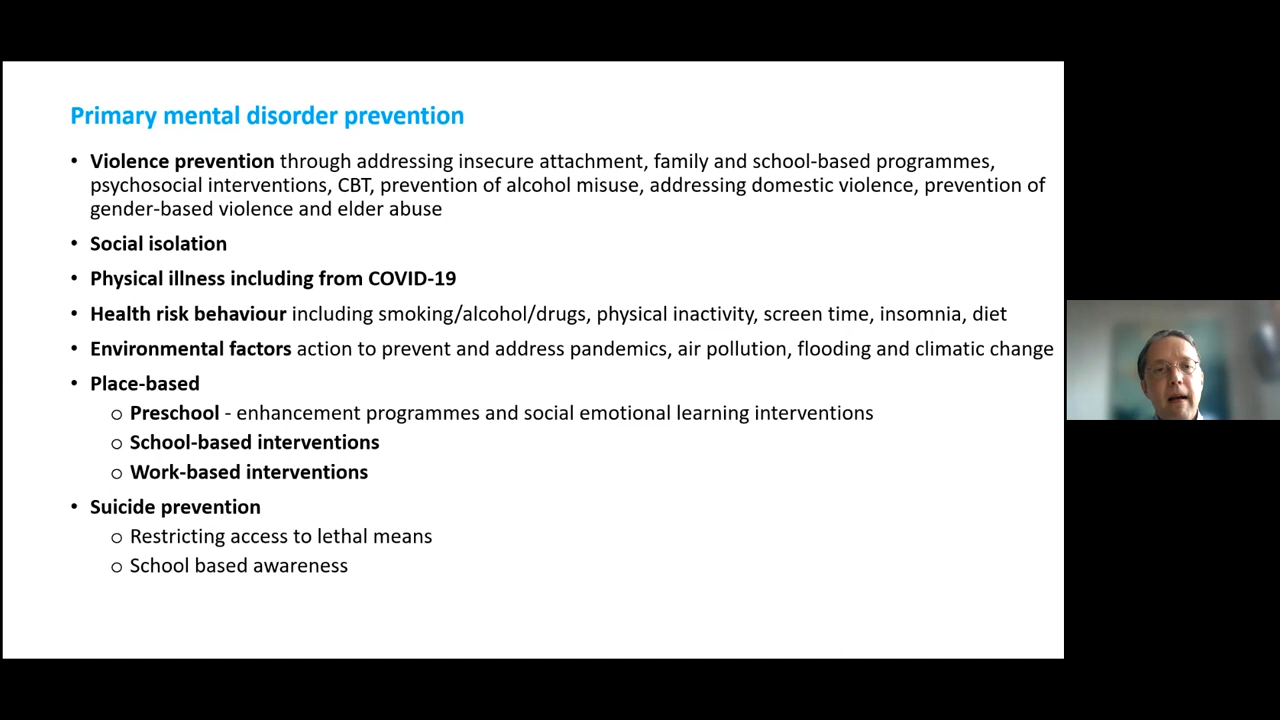 Primary mental disorder prevention
• Violence prevention through addressing insecure attachment, family and school-based programmes,
psychosocial interventions, CBT, prevention of alcohol misuse, addressing domestic violence, prevention of
gender-based violence and elder abuse
• Social isolation
• Physical illness including from COVID-19
• Health risk behaviour including smoking/alcohol/drugs, physical inactivity, screen time, insomnia, diet
• Environmental factors action to prevent and address pandemics, air pollution, flooding and climatic change
• Place-based
o Preschool - enhancement programmes and social emotional learning interventions
o School-based interventions
o Work-based interventions
• Suicide prevention
o Restricting access to lethal means
o School based awareness